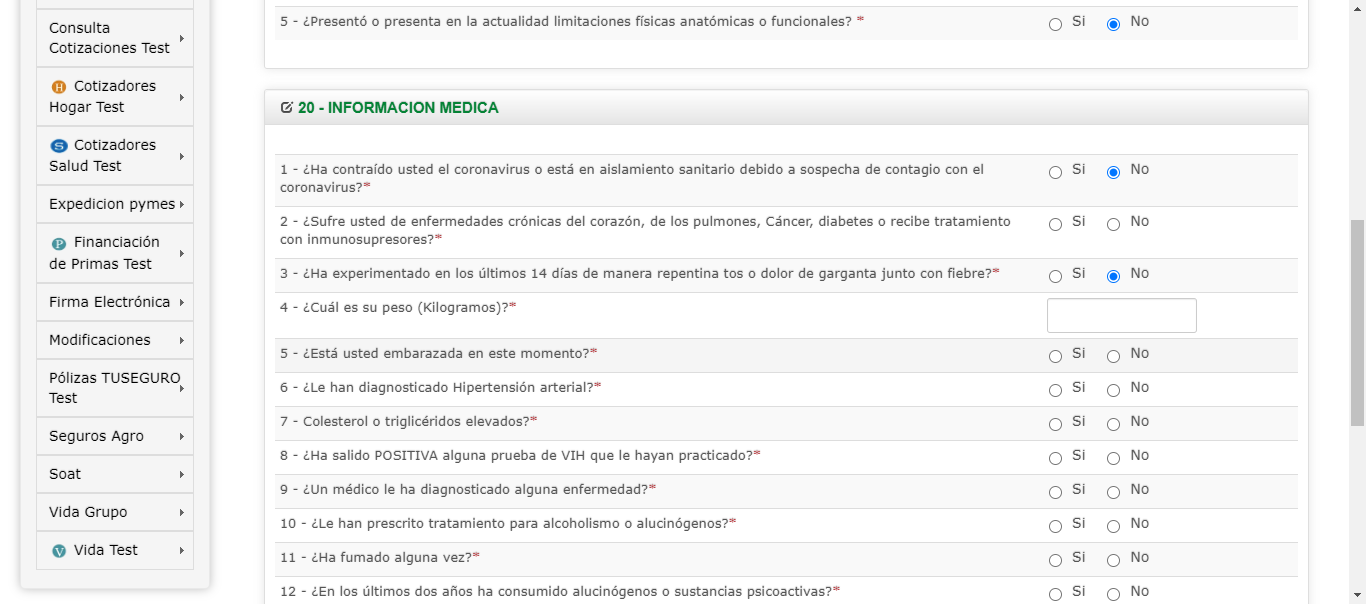 Consulta
Cotizaciones Test
H Cotizadores
Hogar Test
S Cotizadores
Salud Test
Expedicion pymes
P Financiación
de Primas Test
Firma Electrónica
Modificaciones
Pólizas TUSEGURO
Test
Seguros Agro
Soat
Vida Grupo
V Vida Test
5 - ¿Presentó o presenta en la actualidad limitaciones físicas anatómicas o funcionales? * Si No
20 - INFORMACION MEDICA
1 - ¿Ha contraído usted el coronavirus o está en aislamiento sanitario debido a sospecha de contagio con el Si No
coronavirus?*
2 - ¿Sufre usted de enfermedades crónicas del corazón, de los pulmones, Cáncer, diabetes o recibe tratamiento Si No
con inmunosupresores?*
3 - ¿Ha experimentado en los últimos 14 días de manera repentina tos o dolor de garganta junto con fiebre?* Si No
4 - ¿Cuál es su peso (Kilogramos)?*
5 - ¿Está usted embarazada en este momento?* Si No
6 - ¿Le han diagnosticado Hipertensión arterial?* Si No
7 - Colesterol o triglicéridos elevados?* Si No
8 - ¿Ha salido POSITIVA alguna prueba de VIH que le hayan practicado?* Si No
9 - ¿Un médico le ha diagnosticado alguna enfermedad?* Si No
10 - ¿Le han prescrito tratamiento para alcoholismo o alucinógenos?* Si No
11 - ¿Ha fumado alguna vez?* Si No
12 - ¿En los últimos dos años ha consumido alucinógenos o sustancias psicoactivas?* Si No